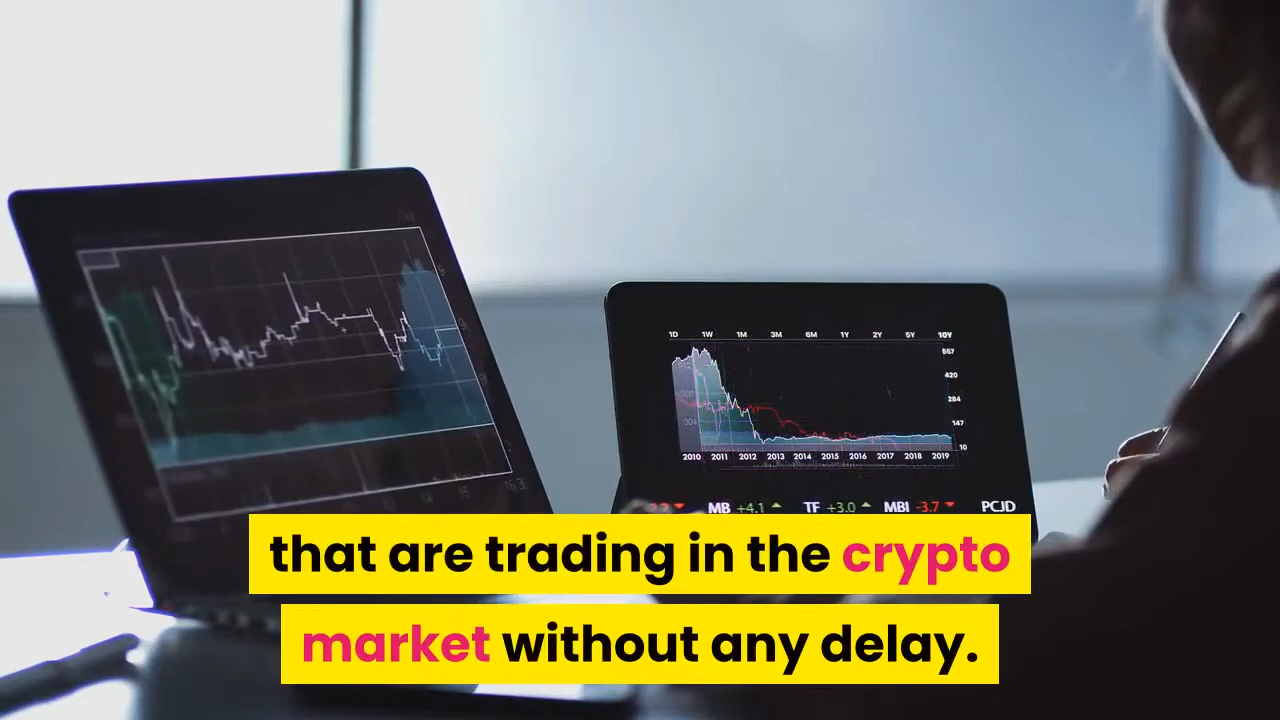 1D 1W 1M 3M 6M 1Y 2Y 5Y 10Y
557
420
284
147
10
912
904
2010 2011 2012 2013 2014 2015 2016 2017 2018 2019
MB +4.1 TF +3.0 MBI -3.7 PCJD
that are trading in the crypto
market without any delay.